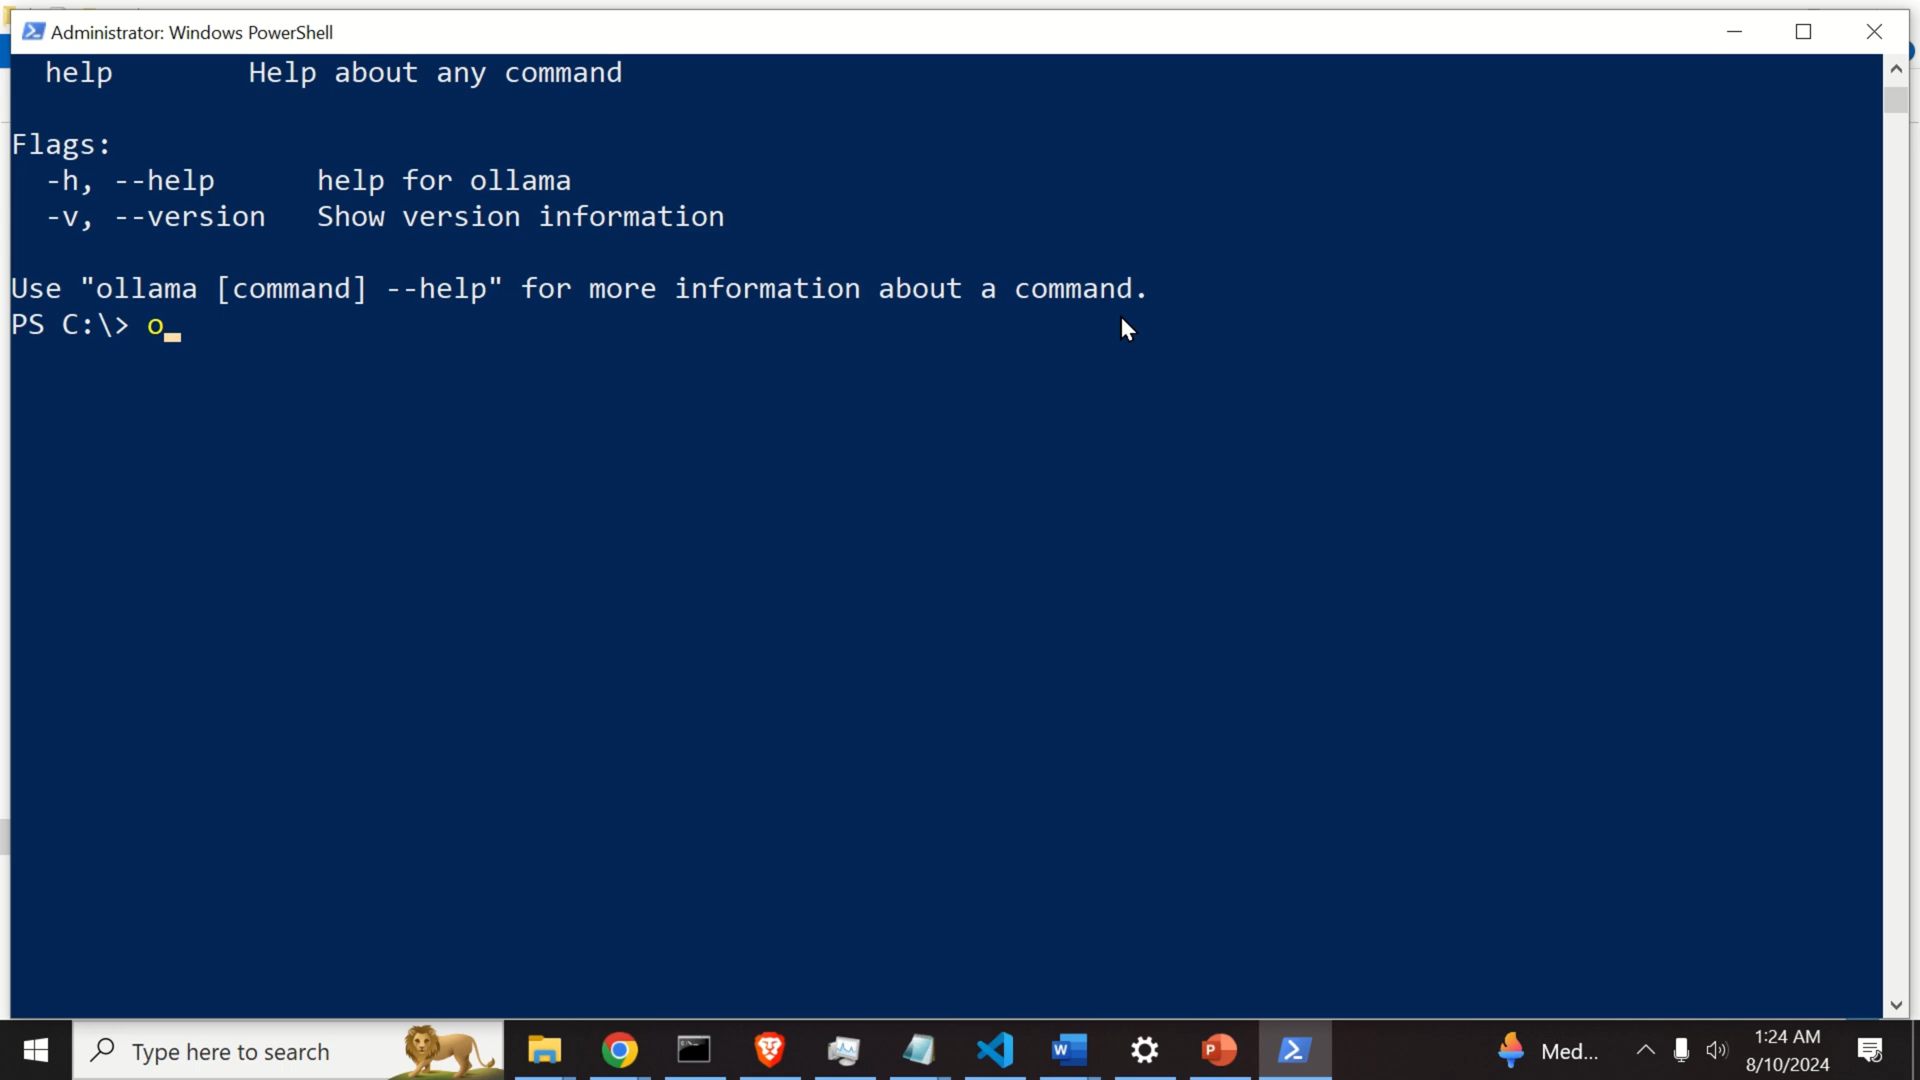 Administrator: Windows PowerShell
help Help about any command
Flags:
-h, --help help for ollama
-v, --version Show version information
Use "ollama [command] --help" for more information about a command.
PS C:\> o
Type here to search
Med...
1:24 AM
8/10/2024